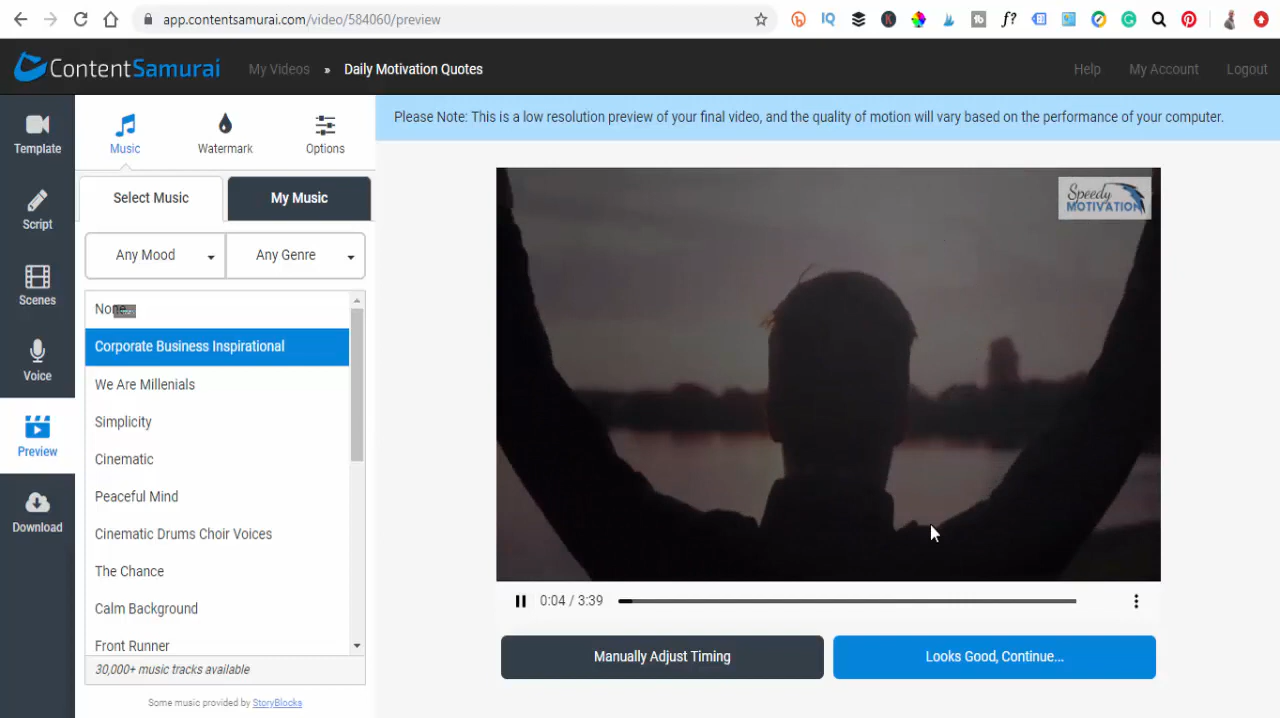 app.contentsamurai.com/video/584060/preview
ContentSamurai
My Videos » Daily Motivation Quotes
Help My Account Logout
Template
Script
Scenes
Voice
Preview
Download
Music Watermark Options
Select Music My Music
Any Mood Any Genre
None
Corporate Business Inspirational
We Are Millenials
Simplicity
Cinematic
Peaceful Mind
Cinematic Drums Choir Voices
The Chance
Calm Background
Front Runner
30,000+ music tracks available
Some music provided by StoryBlocks
Please Note: This is a low resolution preview of your final video, and the quality of motion will vary based on the performance of your computer.
Speedy
MOTIVATION
0:04 / 3:39
Manually Adjust Timing Looks Good, Continue...